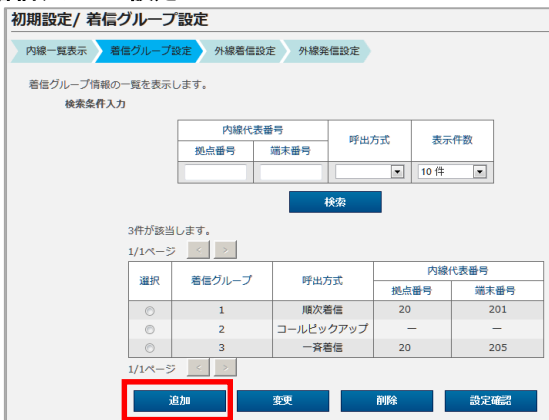 初期設定/ 着信グループ設定
内線一覧表示 着信グループ設定 外線着信設定 外線発信設定
着信グループ情報の一覧を表示します。
検索条件入力
内線代表番号 呼出方式 表示件数
拠点番号 端末番号
10 件
検索
3件が該当します。
1/1ページ < >
選択 着信グループ 呼出方式 内線代表番号
拠点番号 端末番号
1 順次着信 20 201
2 コールピックアップ − −
3 一斉着信 20 205
1/1ページ < >
追加 変更 削除 設定確認